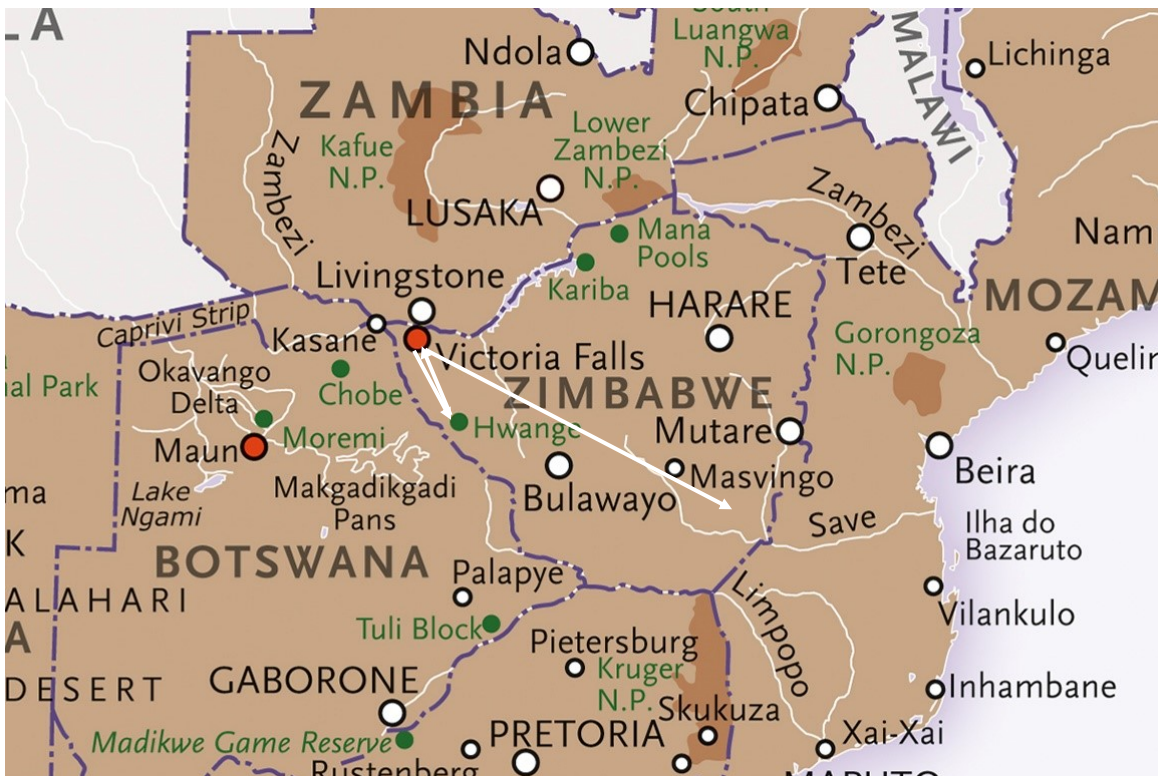 LA
South
Luangwa
N.P.
MALAWI
Ndola
Lichinga
ZAMBIA
Chipata
Lower
Zambezi
N.P.
Kafue
N.P.
Zambezi
LUSAKA
Zambezi
Mana
Pools
Nam
Tete
Livingstone
Kariba
MOZAM
HARARE
Caprivi Strip
Kasane
Victoria Falls
Gorongoza
N.P.
Quelin
nal Park
Okavango
Delta
Chobe
ZIMBABWE
Moremi
Hwange
Mutare
Maun
Beira
Masvingo
ma
Lake
Ngami
Makgadikgadi
Pans
Bulawayo
Save
Ilha do
Bazaruto
K
BOTSWANA
Palapye
ALAHARI
Limpopo
Vilankulo
A
Tuli Block
Pietersburg
DESERT
GABORONE
Kruger
N.P.
Skukuza
Inhambane
Madikwe Game Reserve
PRETORIA
Xai-Xai
Rustenberg
MAPUTO